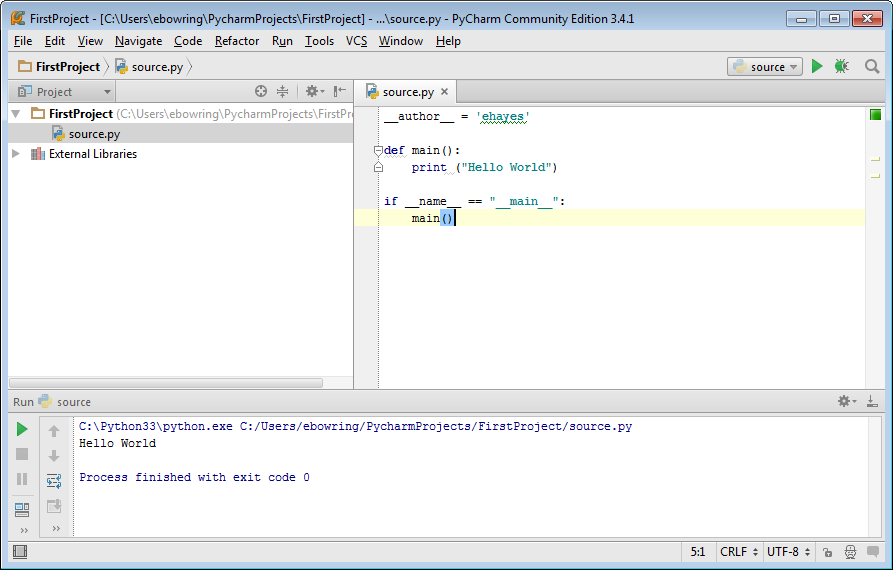 FirstProject - [C:\Users\ebowring\PycharmProjects\FirstProject] - ...\source.py - PyCharm Community Edition 3.4.1
File Edit View Navigate Code Refactor Run Tools VCS Window Help
FirstProject source.py source
Project source.py
FirstProject (C:\Users\ebowring\PycharmProjects\FirstPr
source.py
External Libraries
__author__ = 'ehayes'
def main():
print ("Hello World")
if __name__ == "__main__":
main()
Run source
C:\Python33\python.exe C:/Users/ebowring/PycharmProjects/FirstProject/source.py
Hello World
Process finished with exit code 0
5:1 CRLF UTF-8